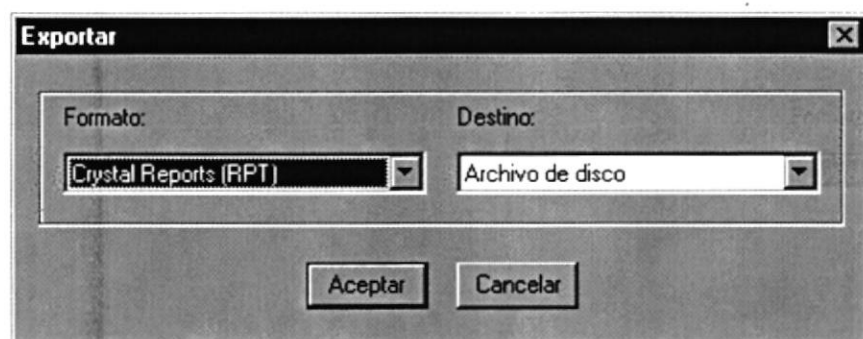 Exportar
Formato:
Destino:
Crystal Reports (RPT)
Archivo de disco
Aceptar
Cancelar